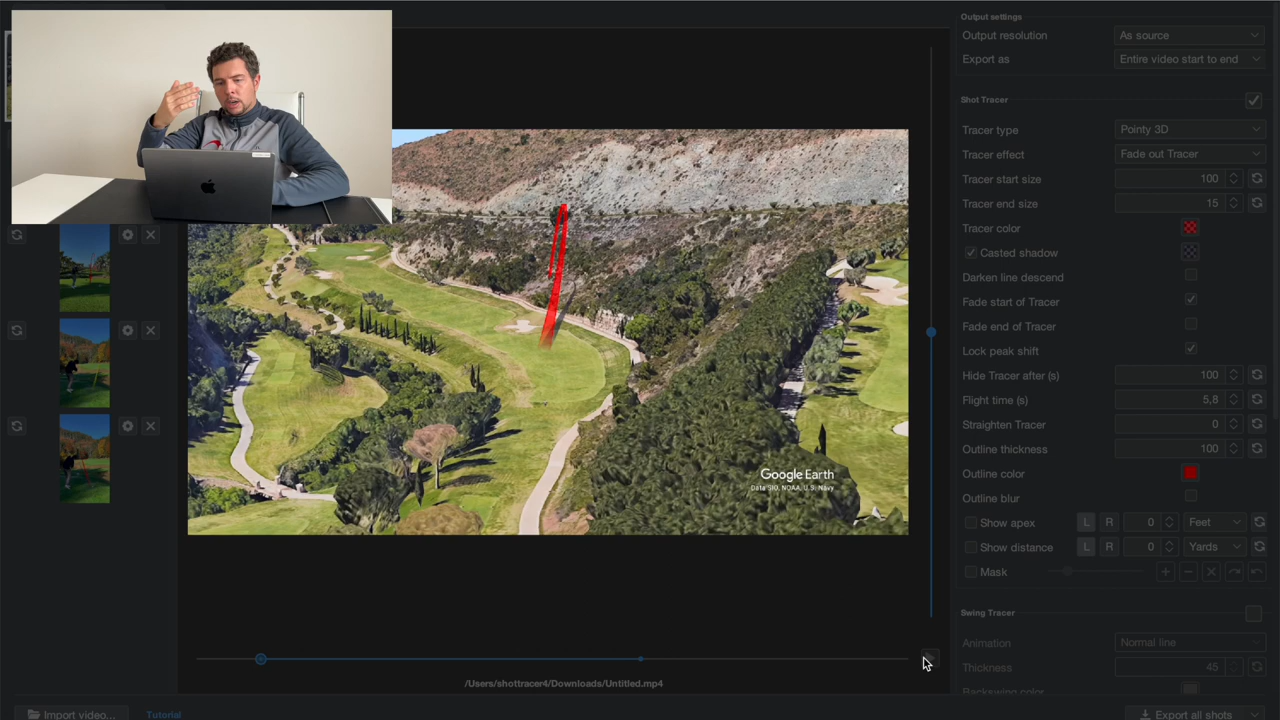 Output settings
Output resolution As source
Export as Entire video start to end
Shot Tracer
Tracer type Pointy 3D
Tracer effect Fade out Tracer
Tracer start size 100
Tracer end size 15
Tracer color
Casted shadow
Darken line descend
Fade start of Tracer
Fade end of Tracer
Lock peak shift
Hide Tracer after (s) 100
Flight time (s) 5,8
Straighten Tracer 0
Outline thickness 100
Outline color
Outline blur
Show apex L R 0 Feet
Show distance L R 0 Yards
Mask
Swing Tracer
Animation Normal line
Thickness 45
Backswing color
Google Earth
Data SIO, NOAA, U.S. Navy
/Users/shottracer4/Downloads/Untitled.mp4
Import video...
Tutorial
Export all shots